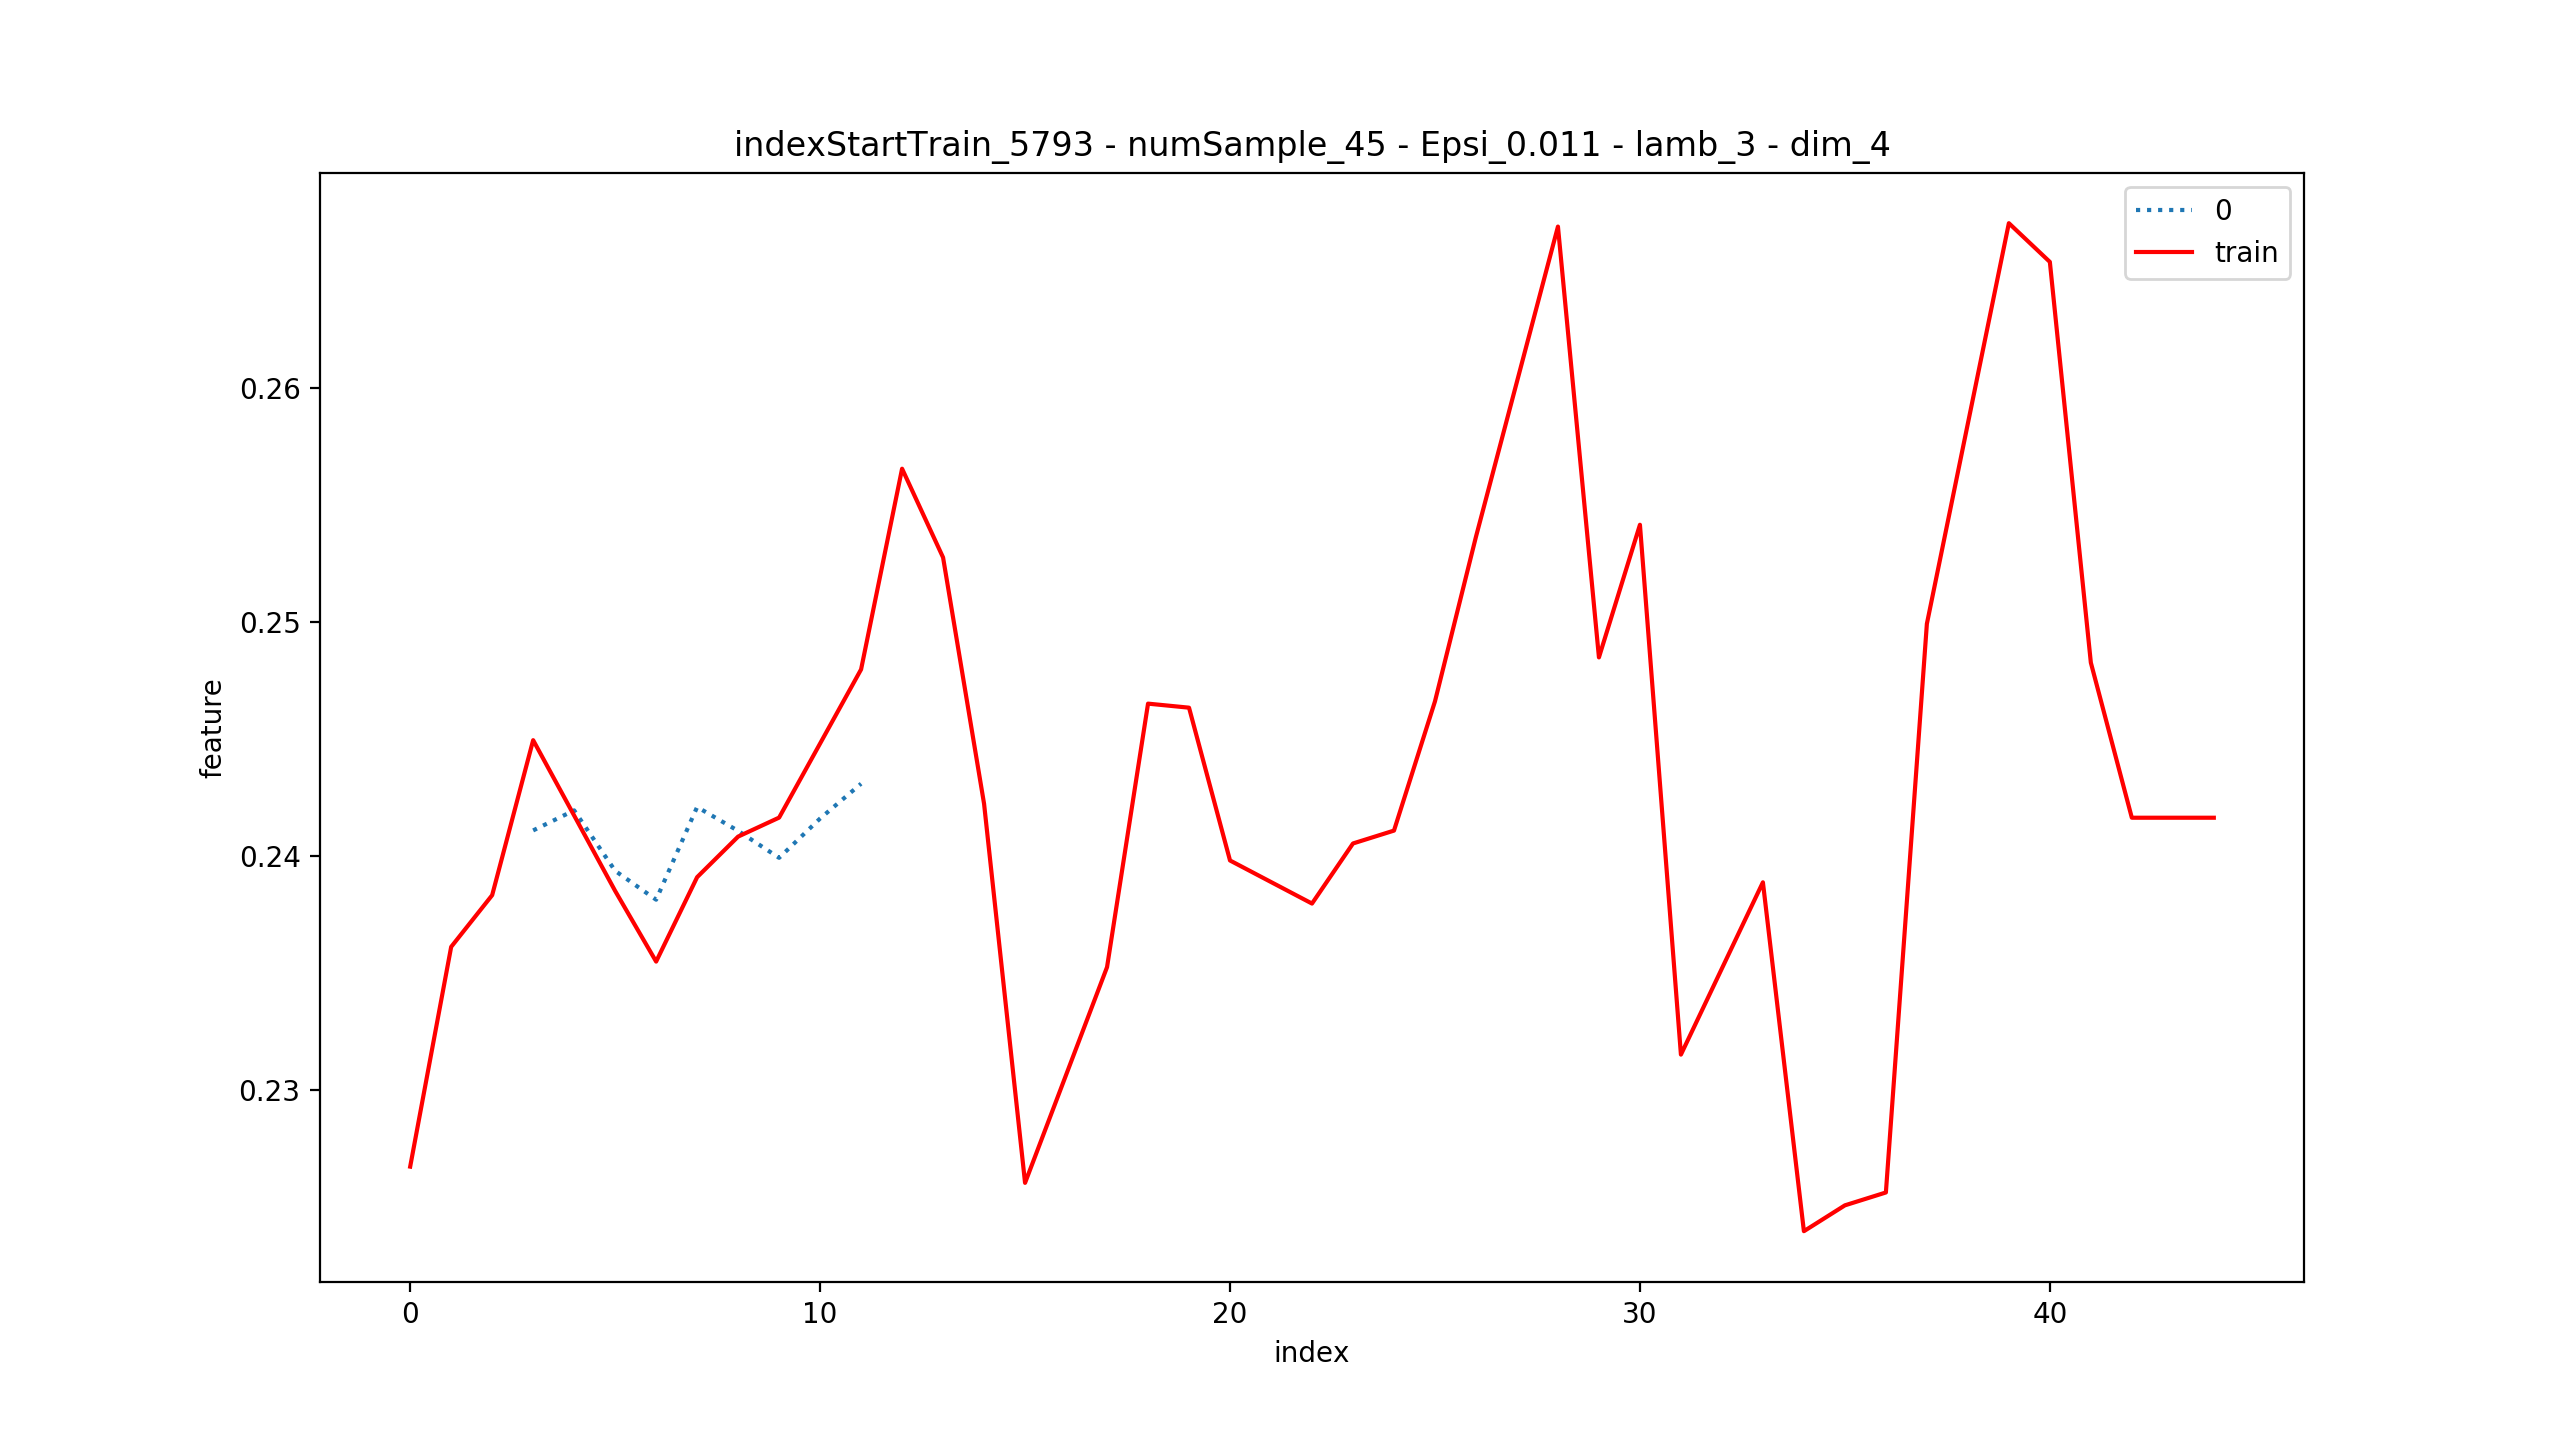 indexStartTrain_5793 - numSample_45 - Epsi_0.011 - lamb_3 - dim_4
0
train
0.26
0.25
0.24
0.23
feature
0 10 20 30 40
index